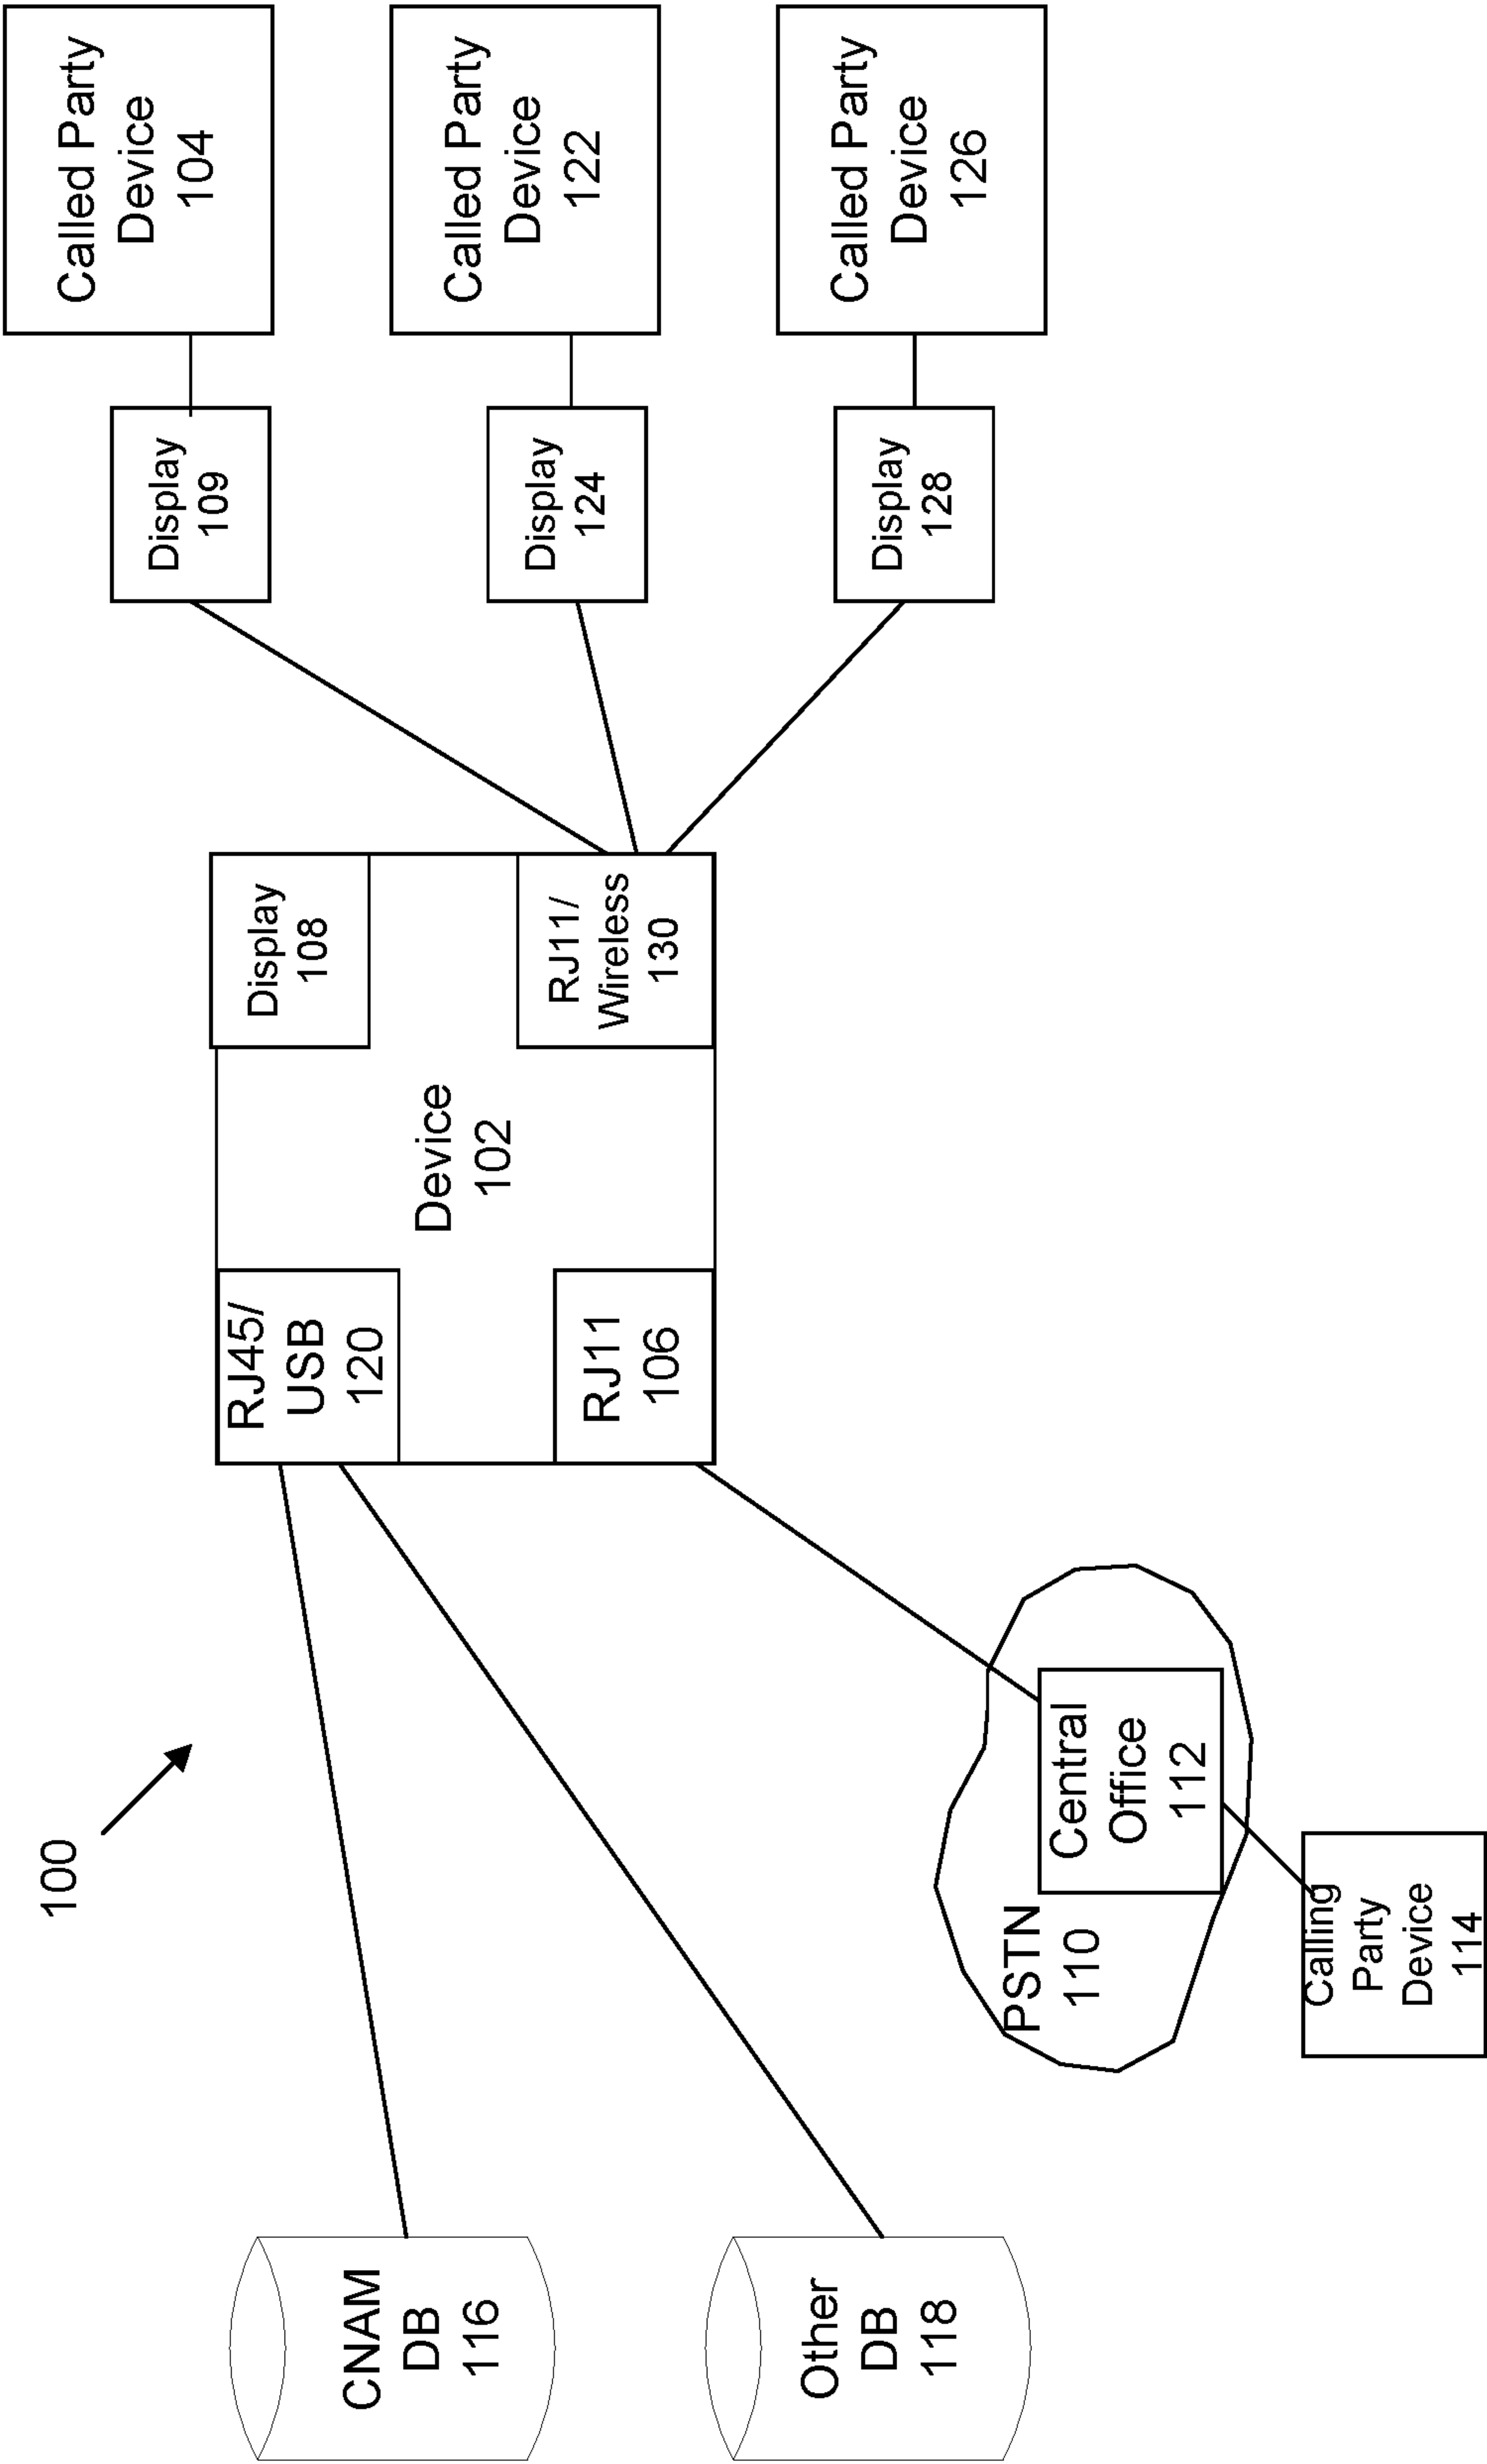 100
CNAM
DB
116
Other
DB
118
PSTN
110
Central
Office
112
Calling
Party
Device
114
RJ45/
USB
120
RJ11
106
Device
102
Display
108
RJ11/
Wireless
130
Display
109
Display
124
Display
128
Called Party
Device
104
Called Party
Device
122
Called Party
Device
126